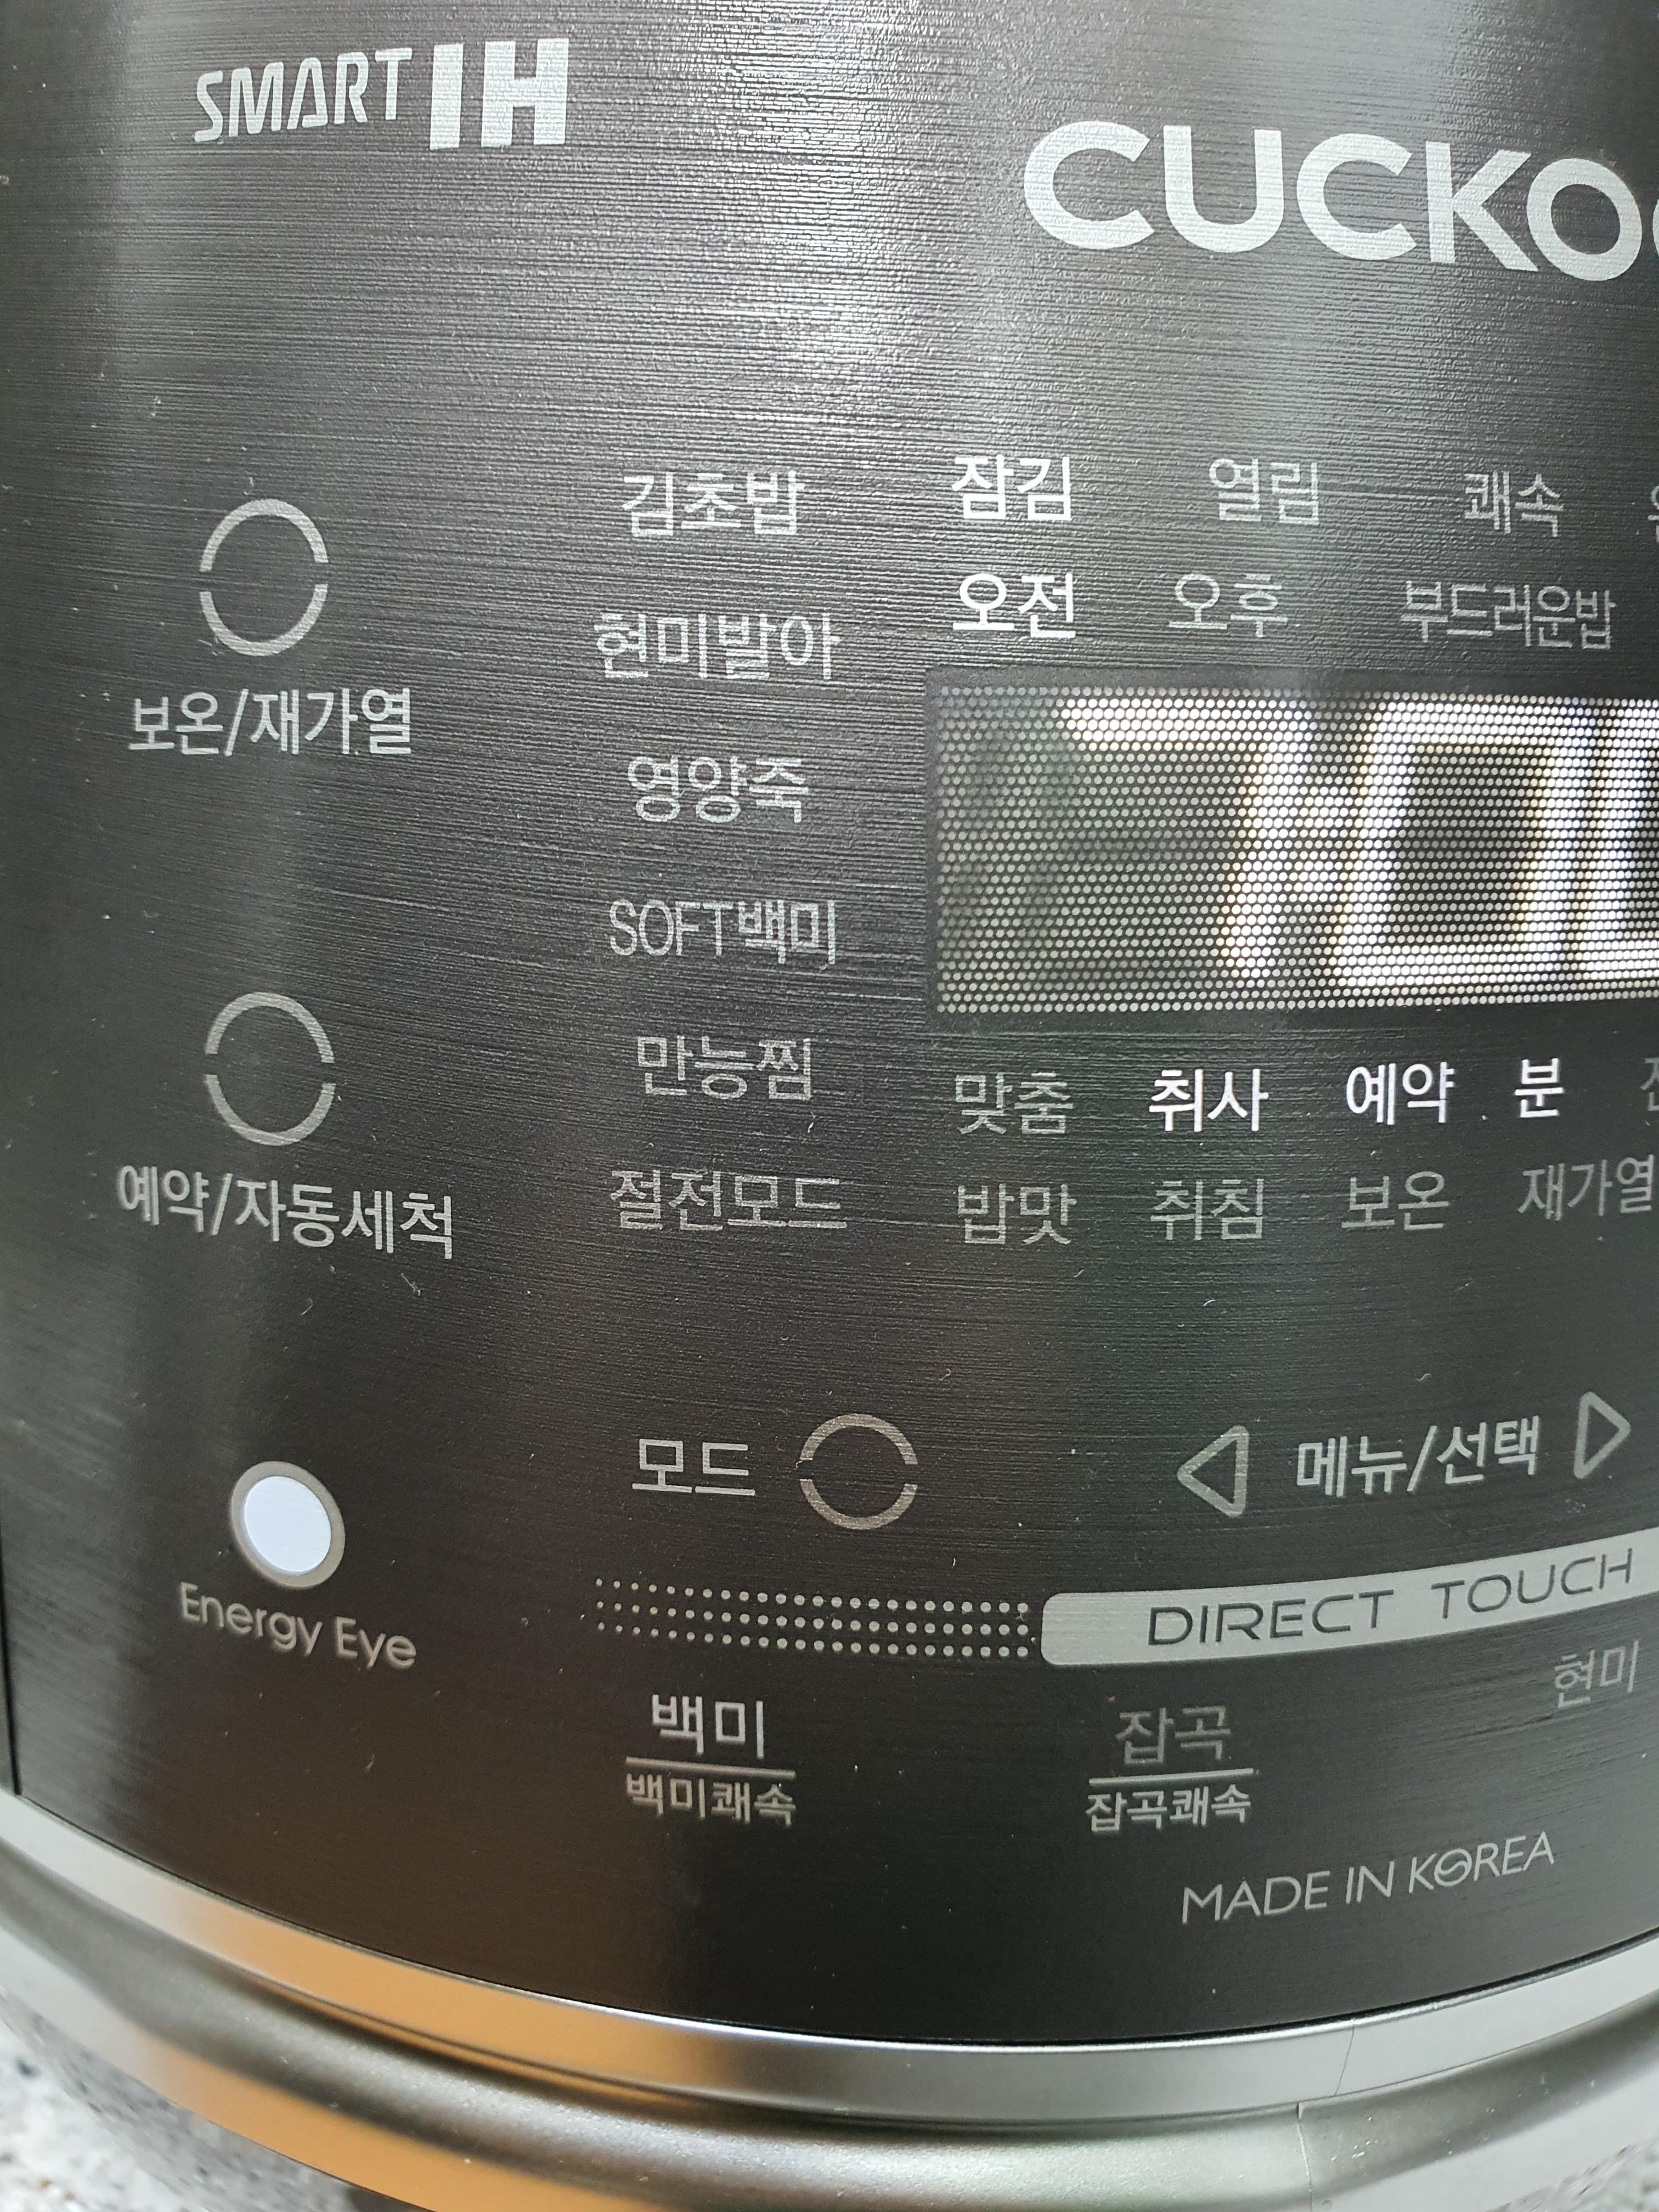 SMART IH
CUCKO
김초밥 잠김 열림 쾌속
오전 오후 부드러운밥
현미발아
보온/재가열
영양죽
7:00
SOFT백미
만능찜 맞춤 취사 예약 분
절전모드 밥맛 취침 보온 재가열
예약/자동세척
모드 메뉴/선택
Energy Eye
DIRECT TOUCH
백미 잡곡 현미
백미쾌속 잡곡쾌속
MADE IN KOREA